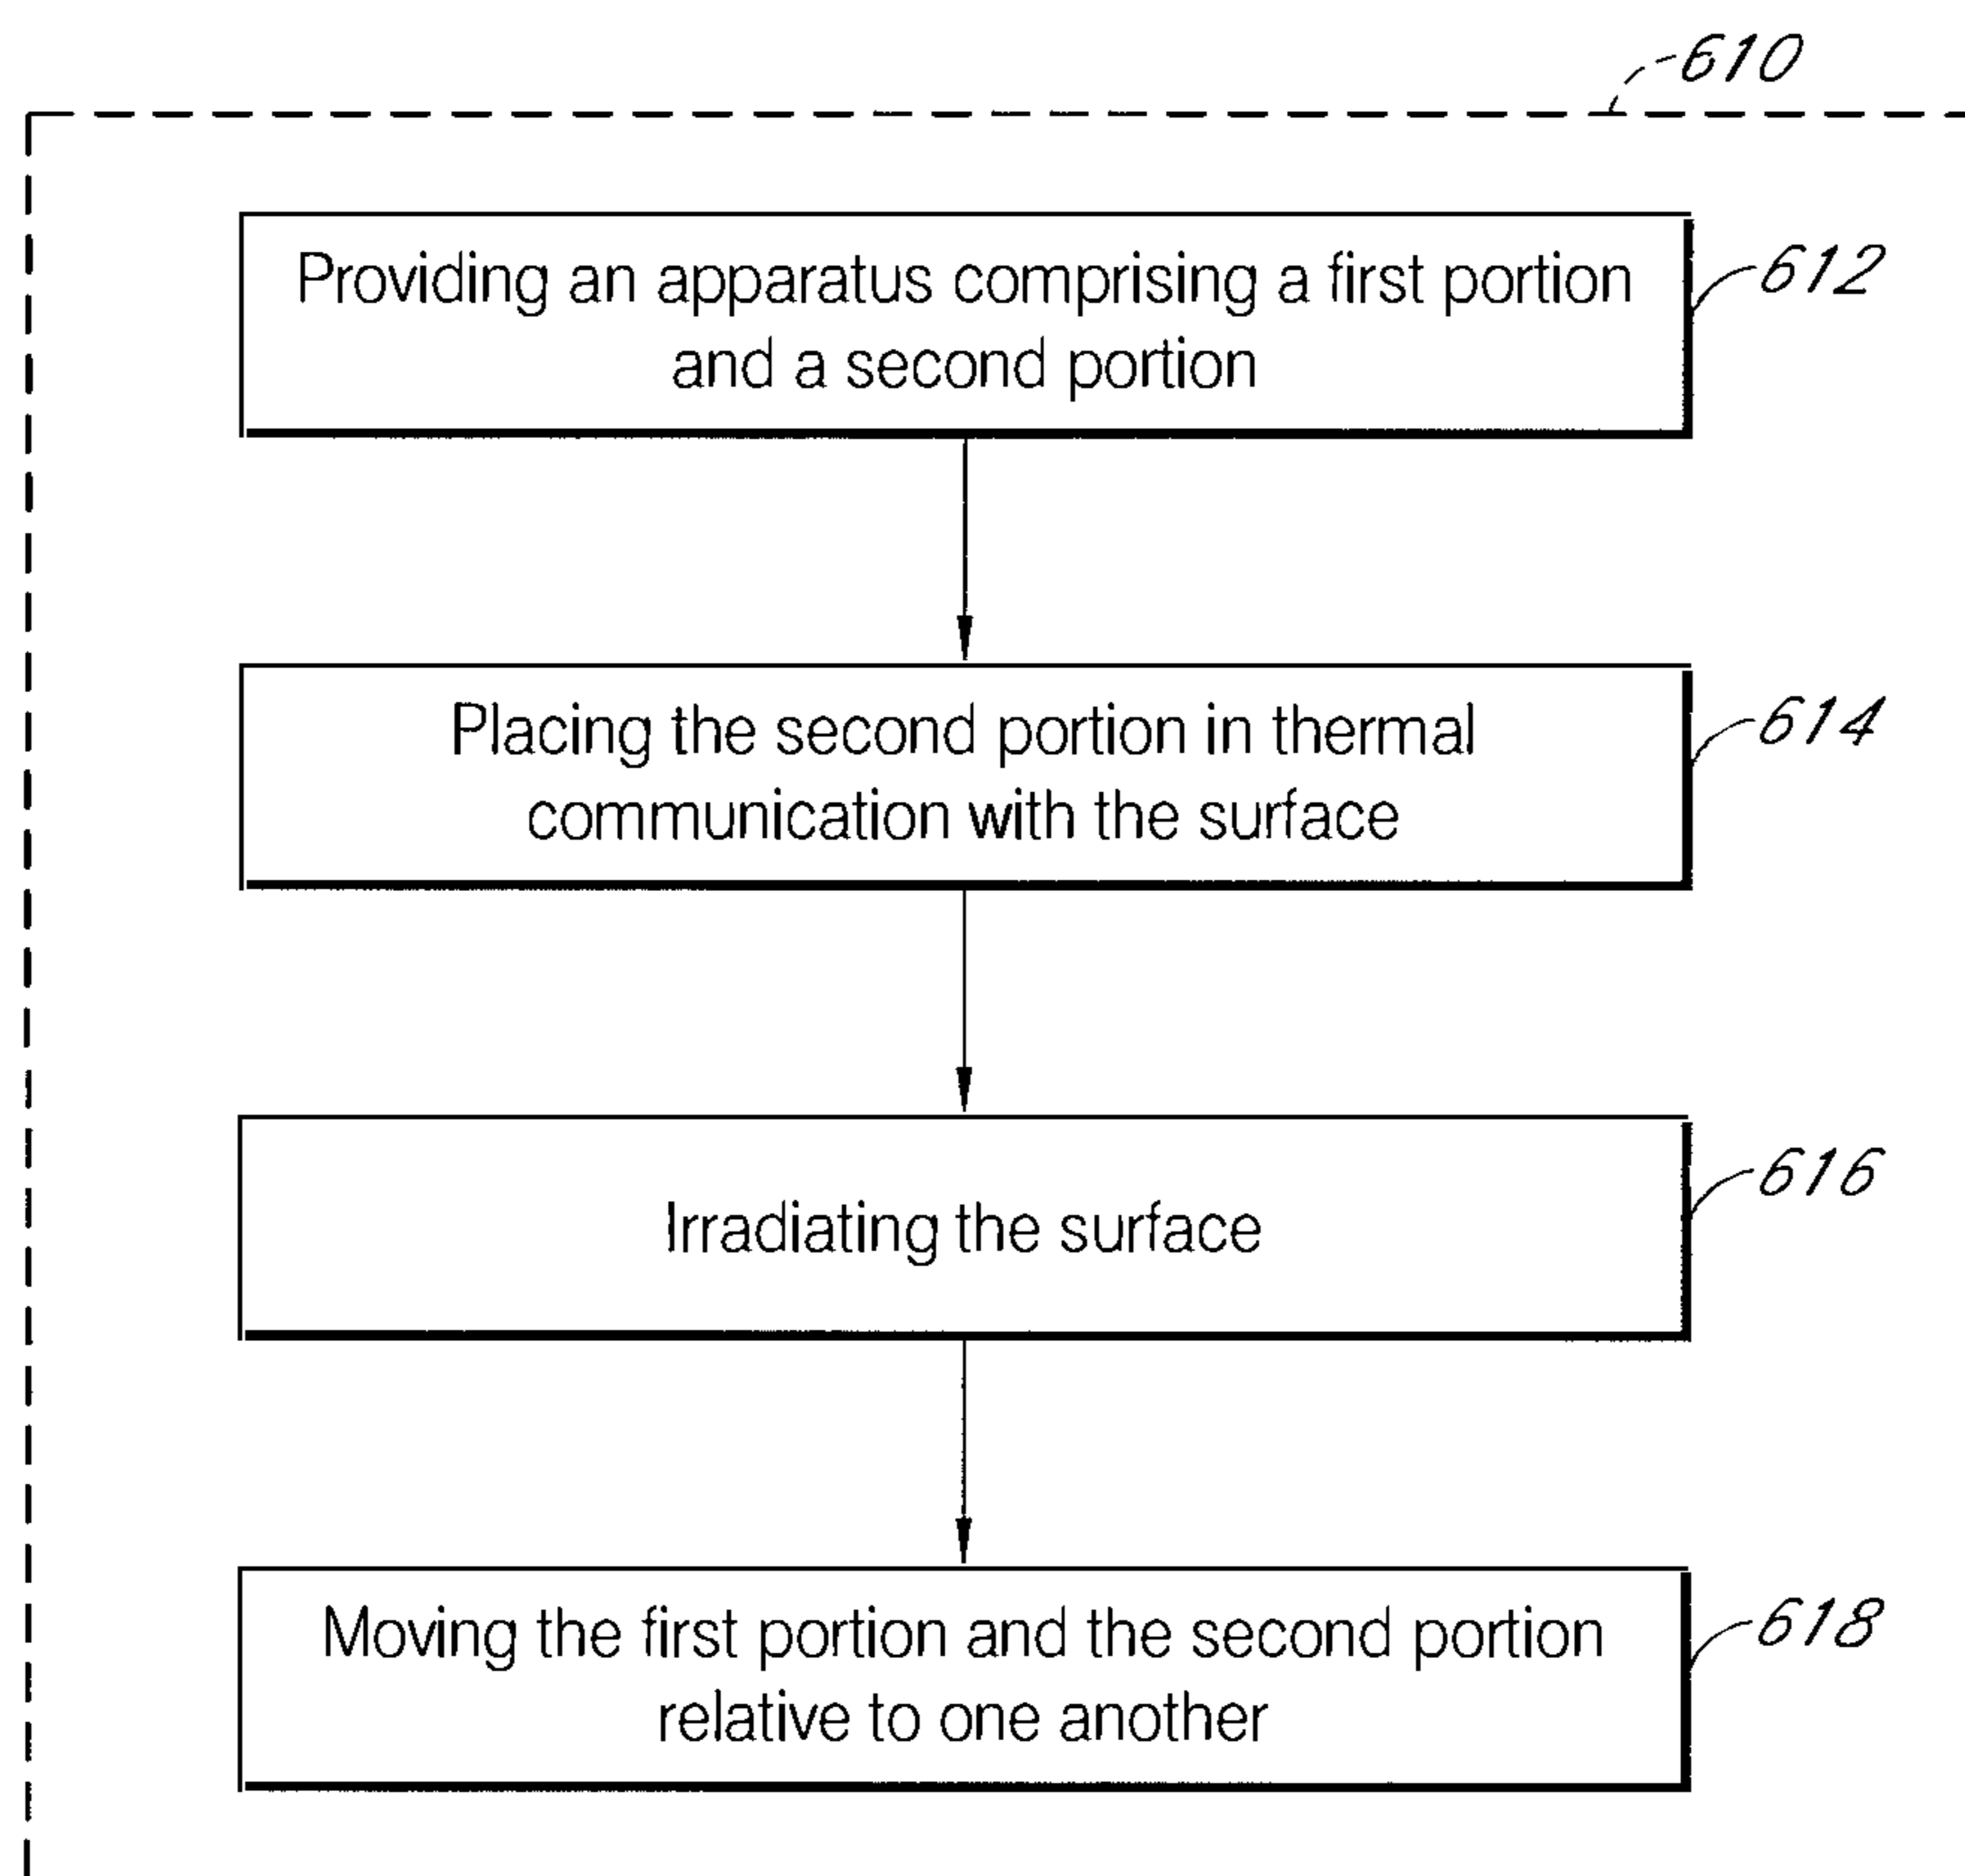 610
Providing an apparatus comprising a first portion
and a second portion
612
Placing the second portion in thermal
communication with the surface
614
Irradiating the surface
616
Moving the first portion and the second portion
relative to one another
618